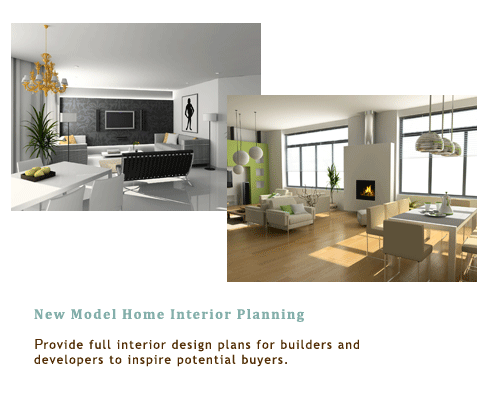 New Model Home Interior Planning
Provide full interior design plans for builders and
developers to inspire potential buyers.